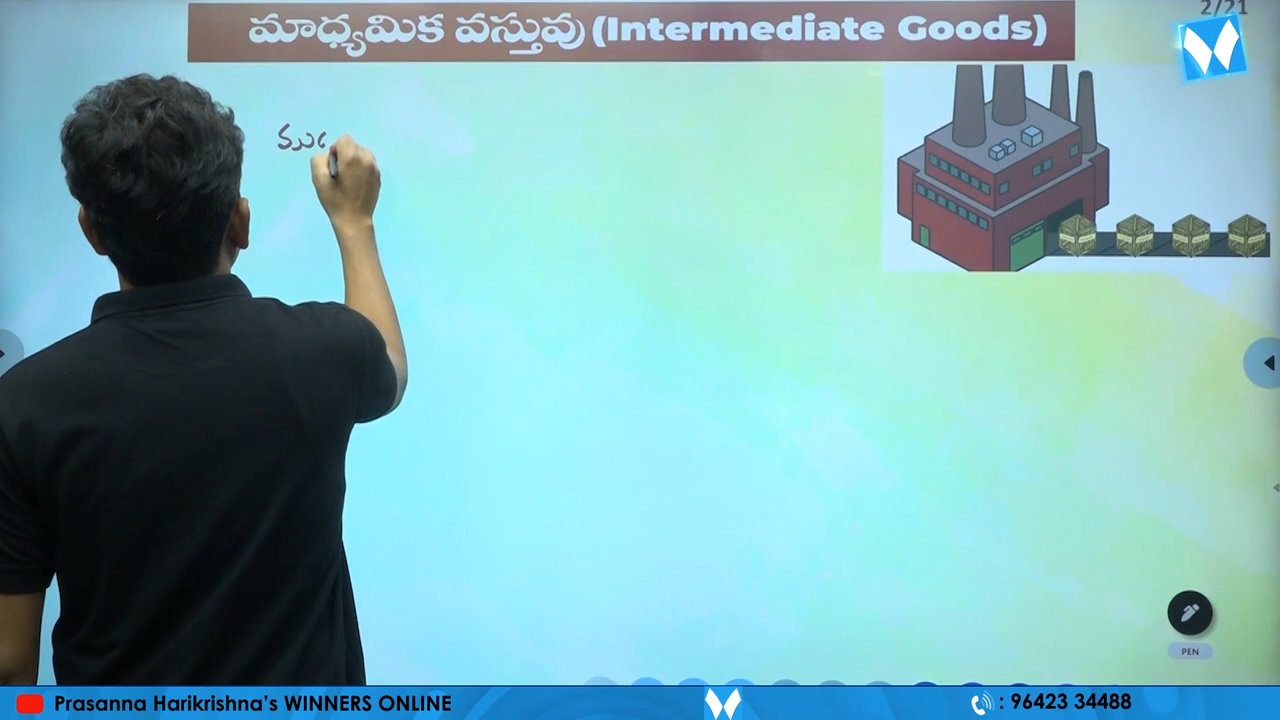 2/21
మాధ్యమిక వస్తువు (Intermediate Goods)
ము
PEN
Prasanna Harikrishna's WINNERS ONLINE
: 96423 34488